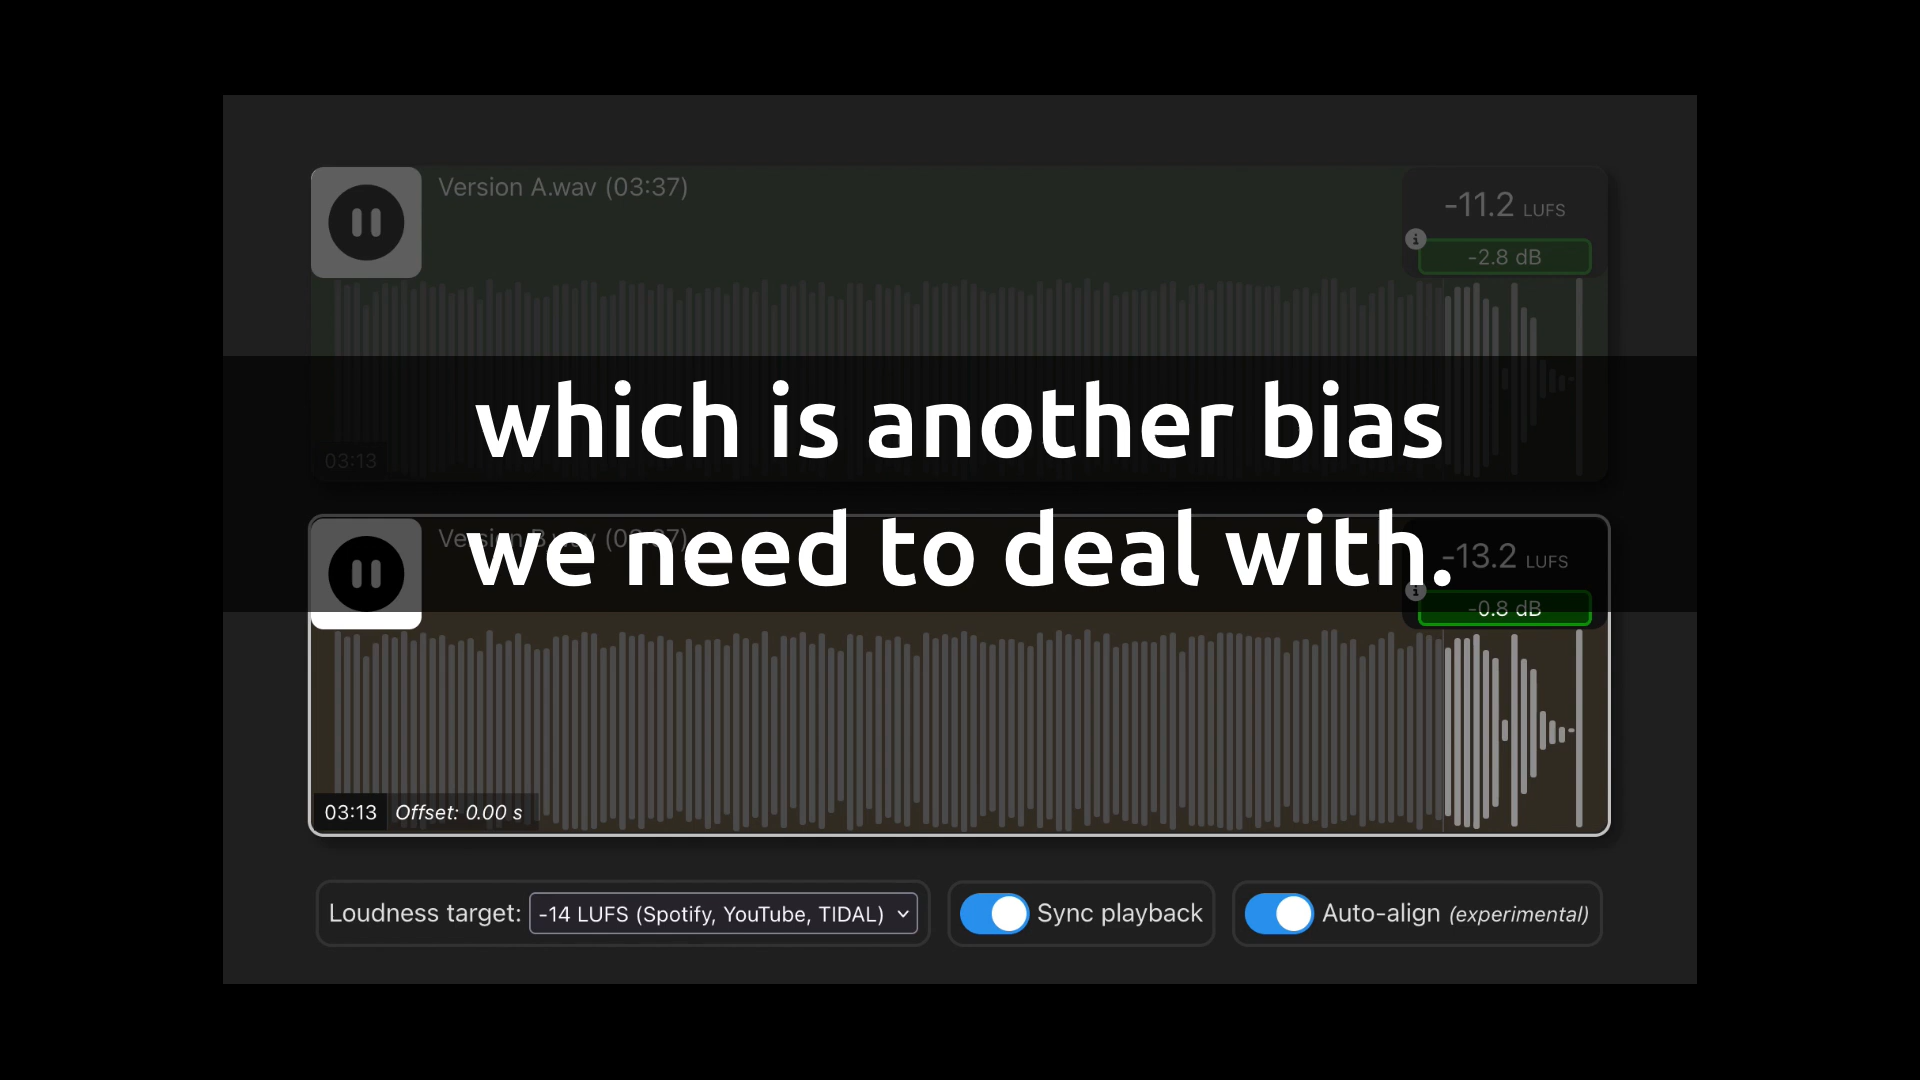 Version A.wav (03:37)
-11.2 LUFS
-2.8 dB
03:13
which is another bias
we need to deal with.
-13.2 LUFS
-0.8 dB
03:13 Offset: 0.00 s
Loudness target: -14 LUFS (Spotify, YouTube, TIDAL)
Sync playback
Auto-align (experimental)